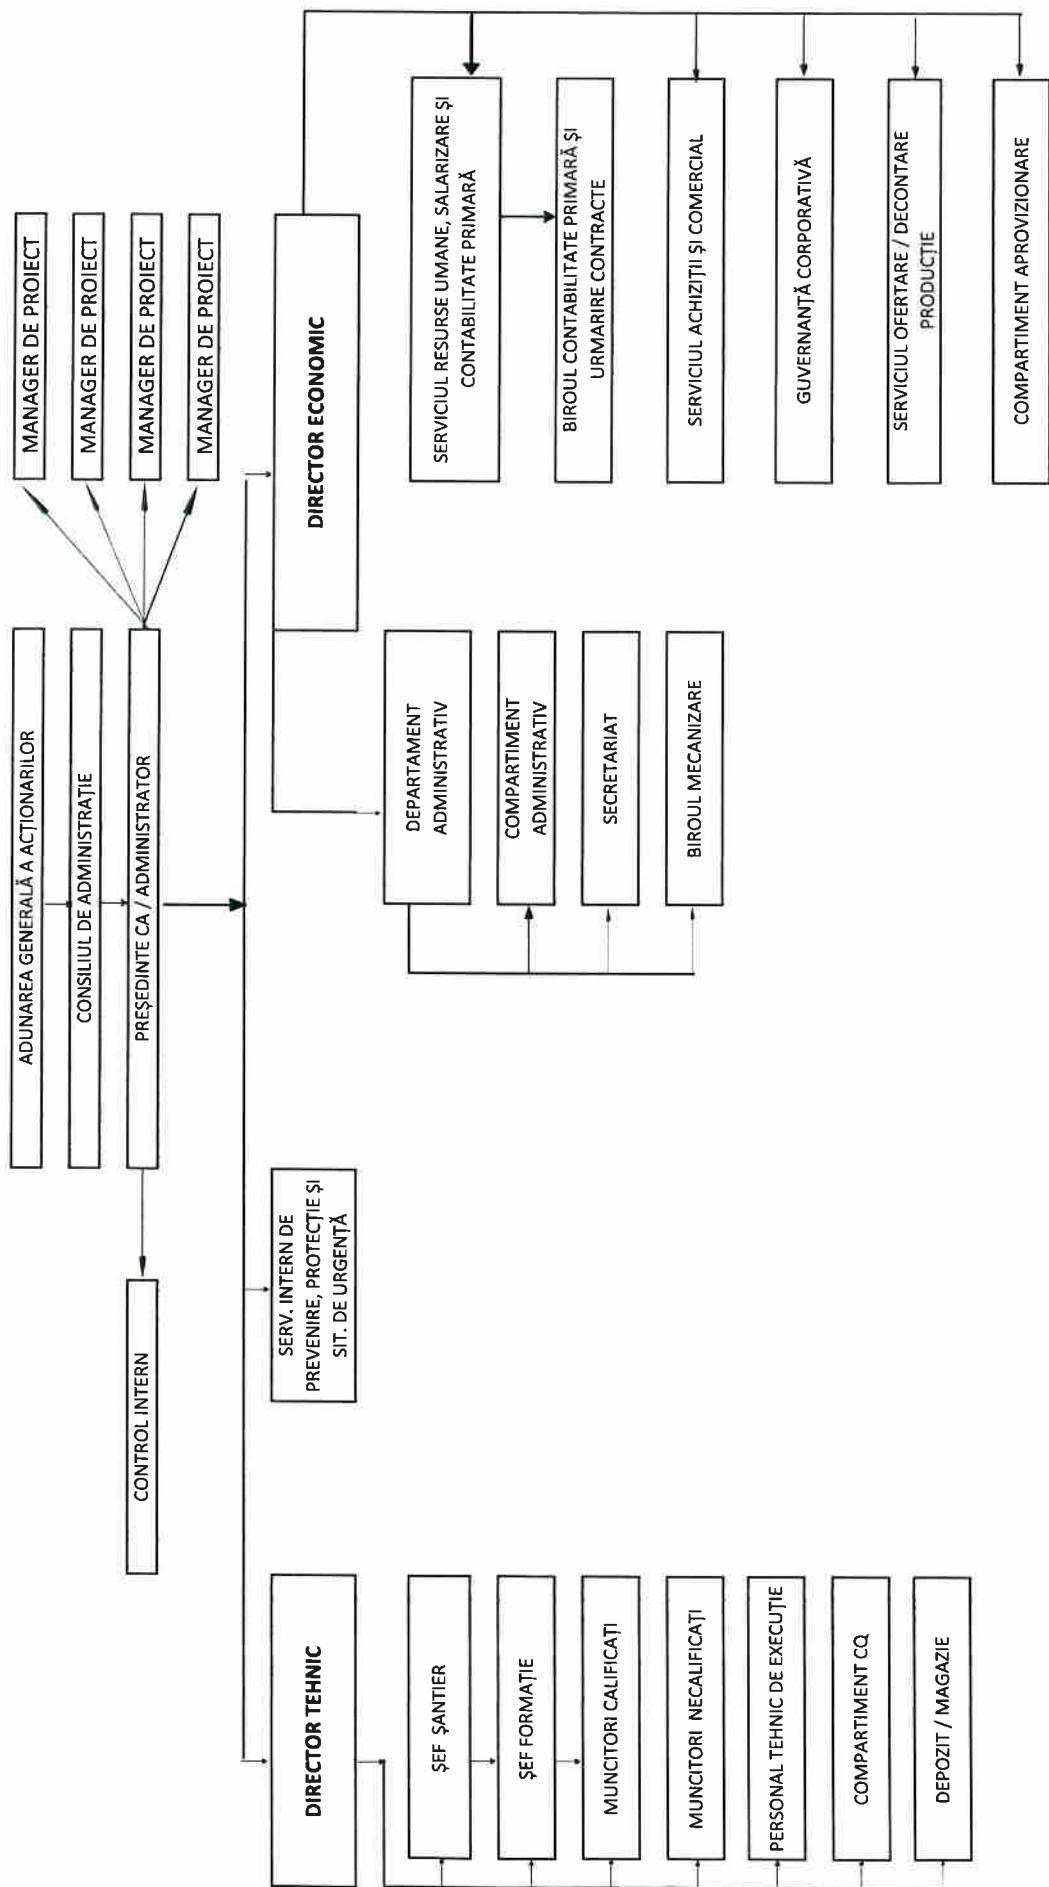 ADUNAREA GENERALĂ A ACȚIONARILOR
CONSILIUL DE ADMINISTRAȚIE
PREȘEDINTE CA / ADMINISTRATOR
CONTROL INTERN
MANAGER DE PROIECT
MANAGER DE PROIECT
MANAGER DE PROIECT
MANAGER DE PROIECT
DIRECTOR TEHNIC
SERV. INTERN DE
PREVENIRE, PROTECȚIE ȘI
SIT. DE URGENȚĂ
DIRECTOR ECONOMIC
ȘEF ȘANTIER
ȘEF FORMAȚIE
MUNCITORI CALIFICAȚI
MUNCITORI NECALIFICAȚI
PERSONAL TEHNIC DE EXECUȚIE
COMPARTIMENT CQ
DEPOZIT / MAGAZIE
DEPARTAMENT
ADMINISTRATIV
COMPARTIMENT
ADMINISTRATIV
SECRETARIAT
BIROUL MECANIZARE
SERVICIUL RESURSE UMANE, SALARIZARE ȘI
CONTABILITATE PRIMARĂ
BIROUL CONTABILITATE PRIMARĂ ȘI
URMARIRE CONTRACTE
SERVICIUL ACHIZIȚII ȘI COMERCIAL
GUVERNANȚĂ CORPORATIVĂ
SERVICIUL OFERTARE / DECONTARE
PRODUCȚIE
COMPARTIMENT APROVIZIONARE